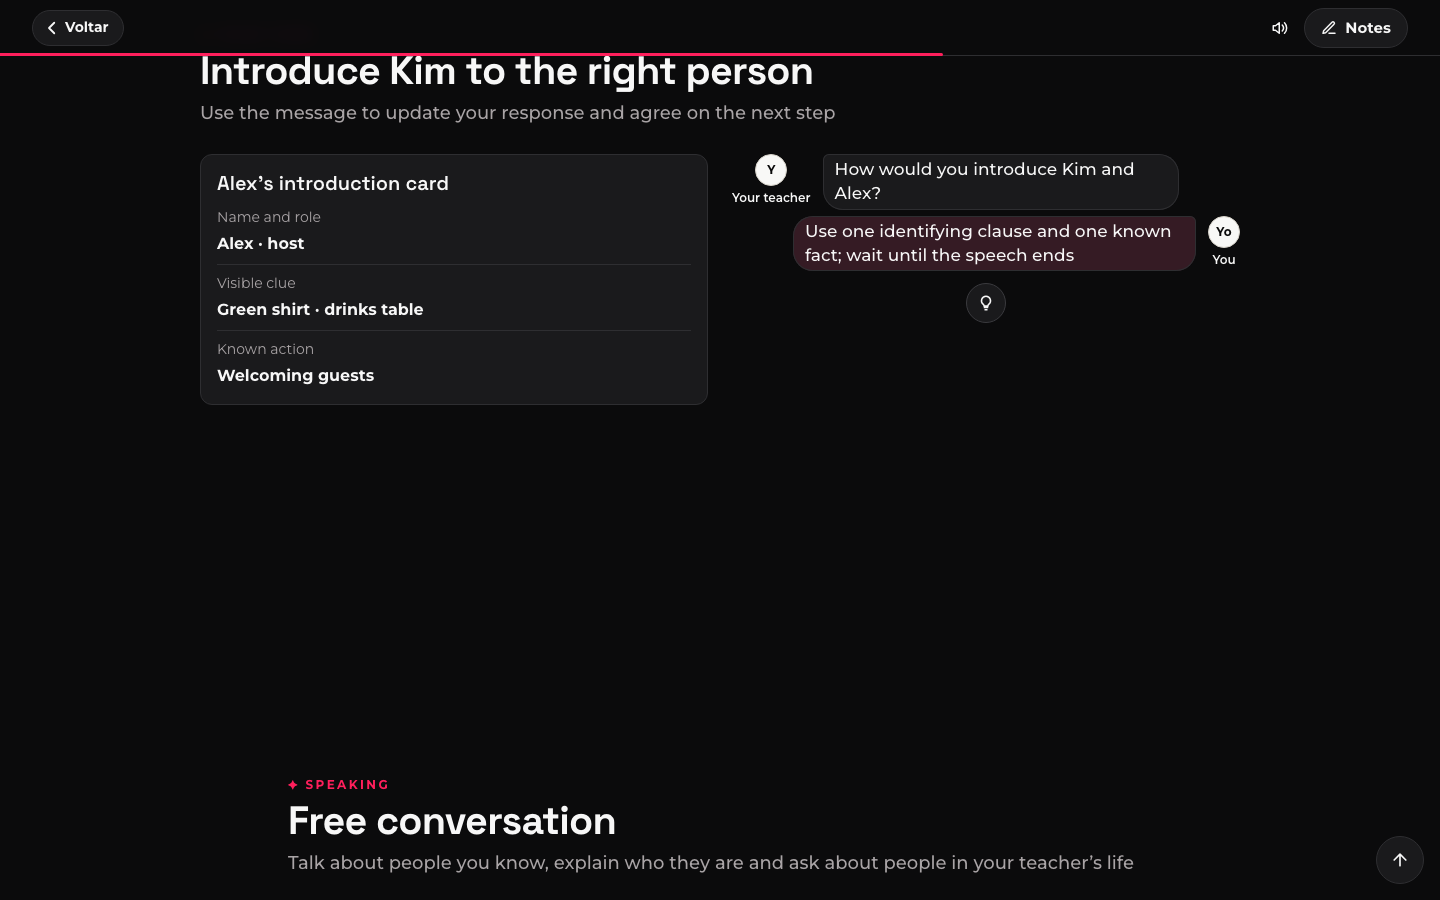 Voltar
Notes
Introduce Kim to the right person
Use the message to update your response and agree on the next step
Alex's introduction card
Name and role
Alex · host
Visible clue
Green shirt · drinks table
Known action
Welcoming guests
Y
Your teacher
How would you introduce Kim and
Alex?
Use one identifying clause and one known
fact; wait until the speech ends
Yo
You
SPEAKING
Free conversation
Talk about people you know, explain who they are and ask about people in your teacher's life